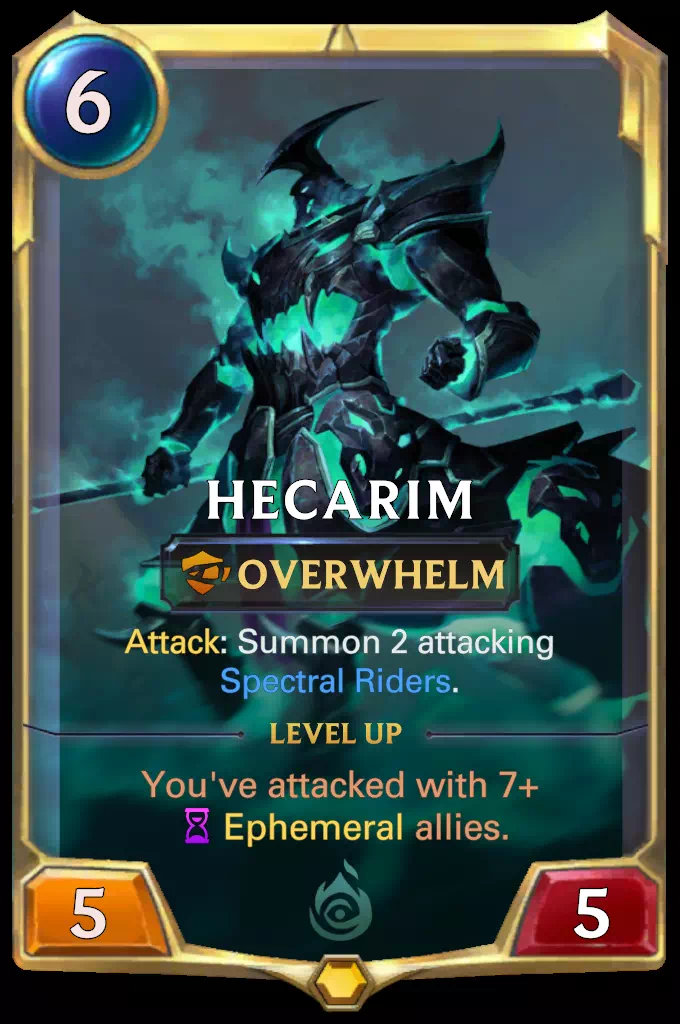 6
HECARIM
OVERWHELM
Attack: Summon 2 attacking
Spectral Riders.
LEVEL UP
You've attacked with 7+
Ephemeral allies.
5
5